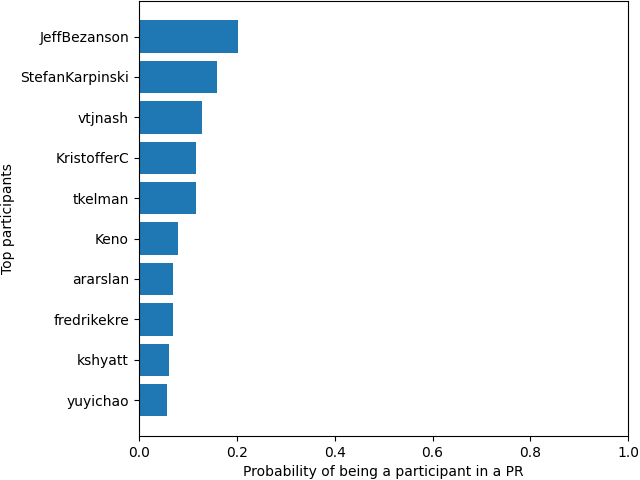 Top participants
JeffBezanson
StefanKarpinski
vtjnash
KristofferC
tkelman
Keno
ararslan
fredrikekre
kshyatt
yuyichao
0.0 0.2 0.4 0.6 0.8 1.0
Probability of being a participant in a PR